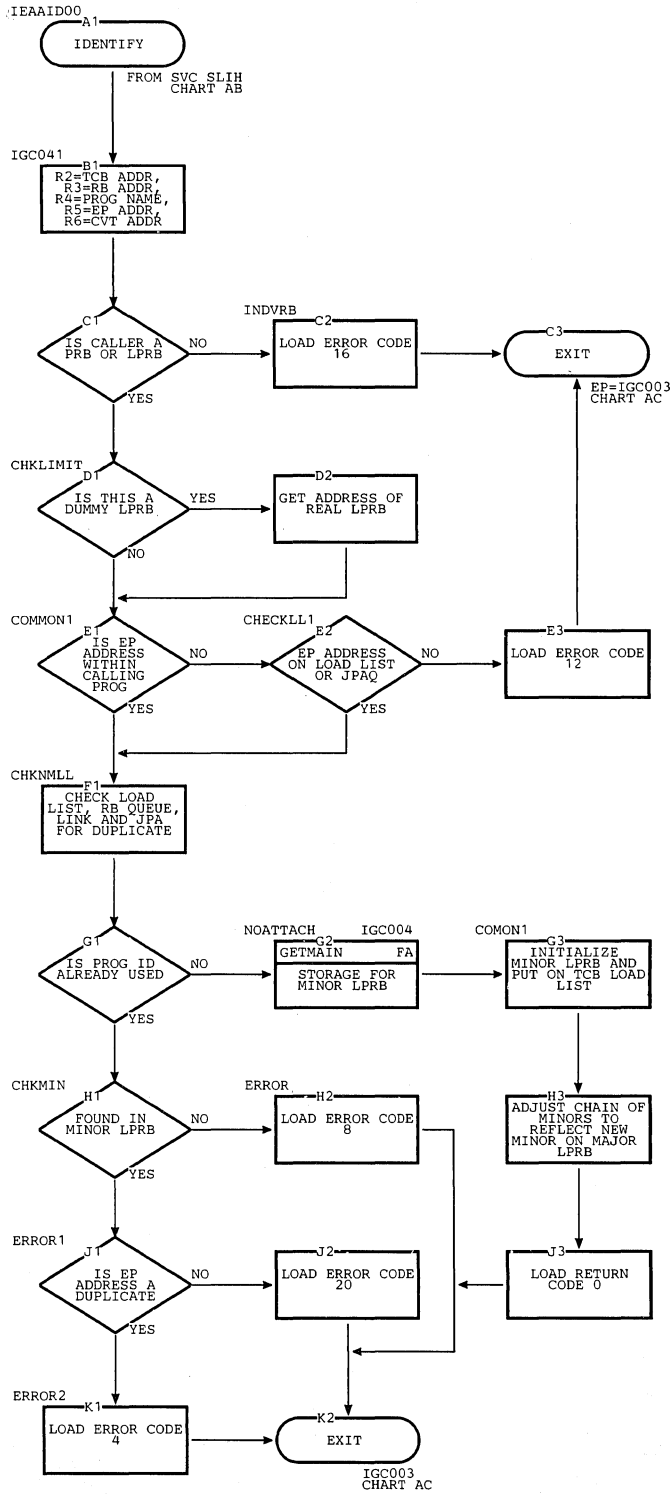 IEAAID00
A1
IDENTIFY
FROM SVC SLIH
CHART AB
IGC041
B1
R2=TCB ADDR,
R3=RB ADDR,
R4=PROG NAME,
R5=EP ADDR,
R6=CVT ADDR
C1
IS CALLER A
PRB OR LPRB
NO
YES
INDVRB
C2
LOAD ERROR CODE
16
C3
EXIT
EP=IGC003
CHART AC
CHKLIMIT
D1
IS THIS A
DUMMY LPRB
YES
NO
D2
GET ADDRESS OF
REAL LPRB
COMMON1
E1
IS EP
ADDRESS
WITHIN
CALLING
PROG
NO
YES
CHECKLL1
E2
EP ADDRESS
ON LOAD LIST
OR JPAQ
NO
YES
E3
LOAD ERROR CODE
12
CHKNMLL
F1
CHECK LOAD
LIST, RB QUEUE,
LINK AND JPA
FOR DUPLICATE
G1
IS PROG ID
ALREADY USED
NO
YES
NOATTACH IGC004
G2
GETMAIN FA
STORAGE FOR
MINOR LPRB
COMON1
G3
INITIALIZE
MINOR LPRB AND
PUT ON TCB LOAD
LIST
CHKMIN
H1
FOUND IN
MINOR LPRB
NO
YES
ERROR
H2
LOAD ERROR CODE
8
H3
ADJUST CHAIN OF
MINORS TO
REFLECT NEW
MINOR ON MAJOR
LPRB
ERROR1
J1
IS EP
ADDRESS A
DUPLICATE
NO
YES
J2
LOAD ERROR CODE
20
J3
LOAD RETURN
CODE 0
ERROR2
K1
LOAD ERROR CODE
4
K2
EXIT
IGC003
CHART AC